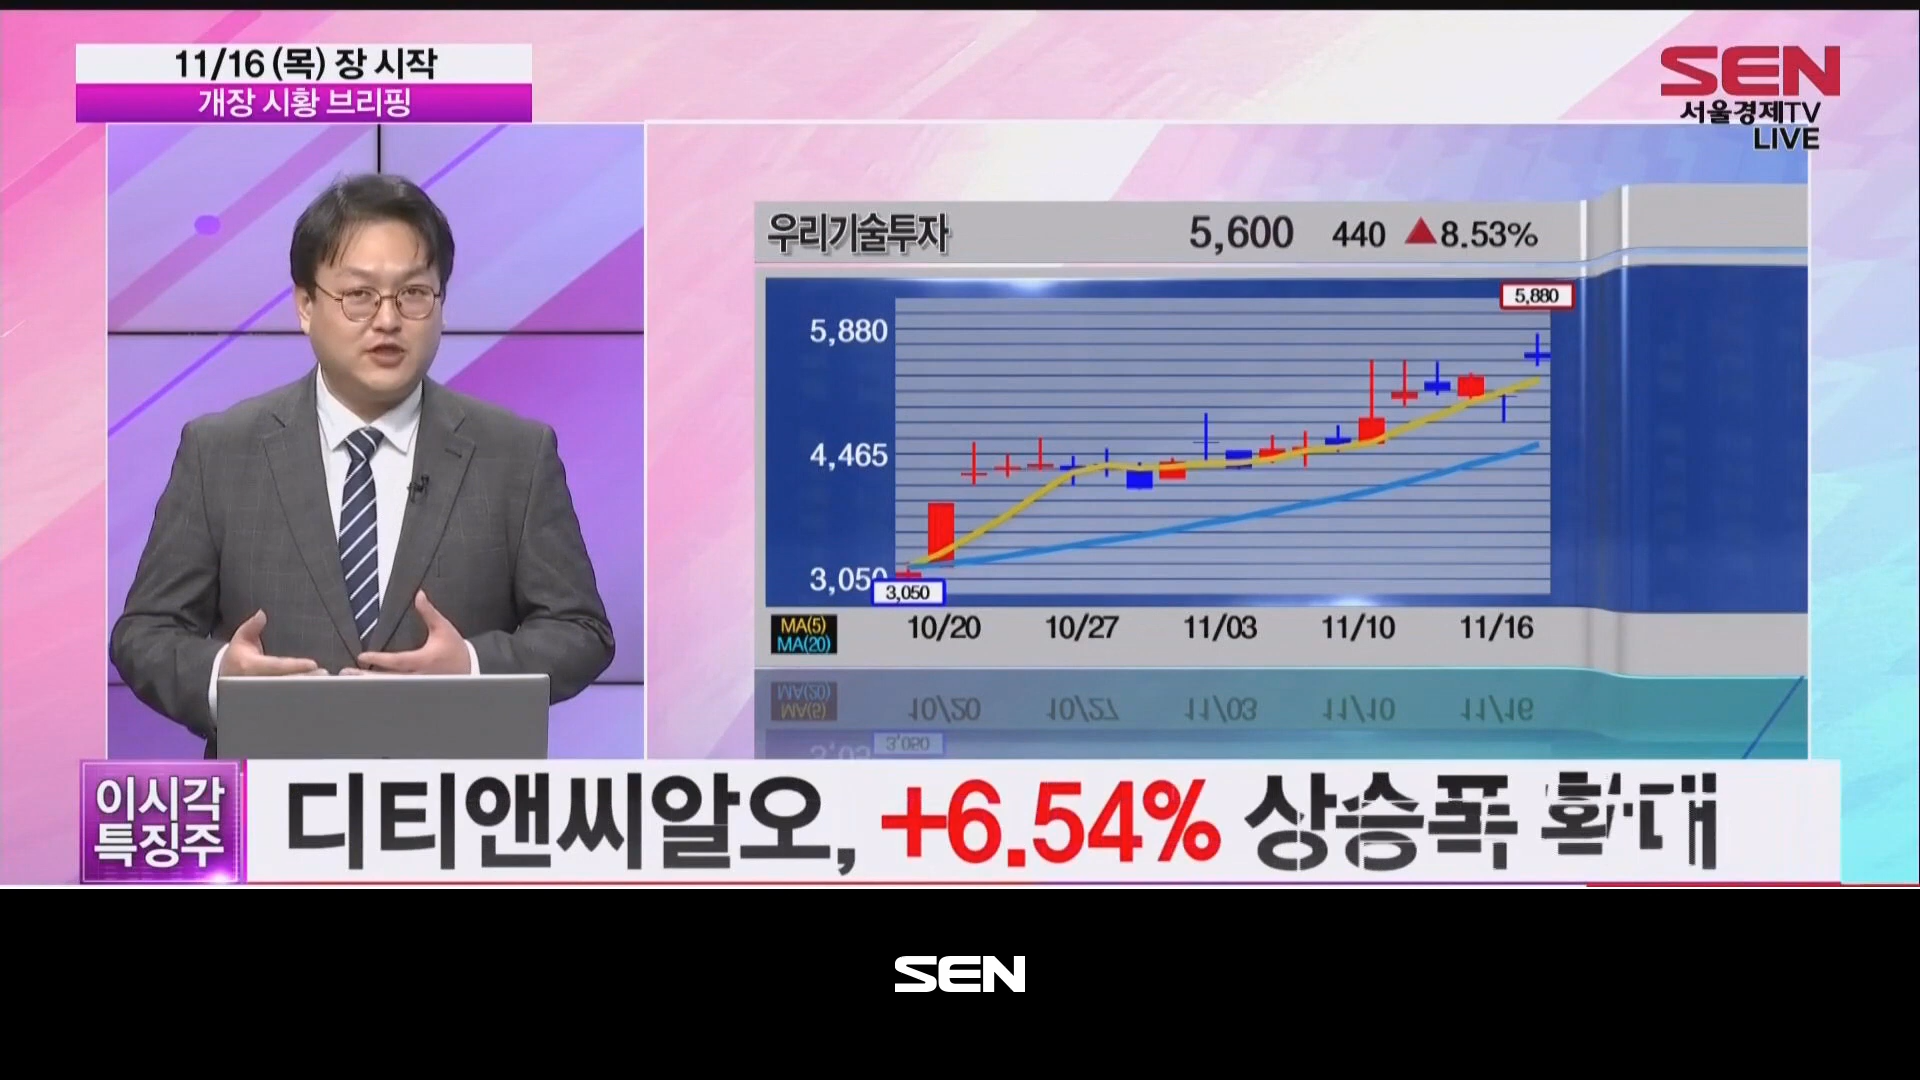 11/16 (목) 장 시작
개장 시황 브리핑
SEN
서울경제TV
LIVE
우리기술투자 5,600 440 ▲8.53%
5,880
5,880
4,465
3,050
3,050
MA(5)
MA(20)
10/20 10/27 11/03 11/10 11/16
이시각
특징주
디티앤씨알오, +6.54% 상승폭 확대
SEN